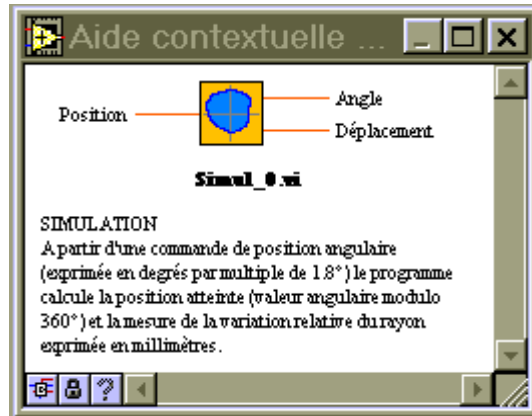 Aide contextuelle ...
Position
Angle
Déplacement
Simul_0.vi
SIMULATION
A partir d'une commande de position angulaire
(exprimée en degrés par multiple de 1.8°) le programme
calcule la position atteinte (valeur angulaire modulo
360°) et la mesure de la variation relative du rayon
exprimée en millimètres.
?